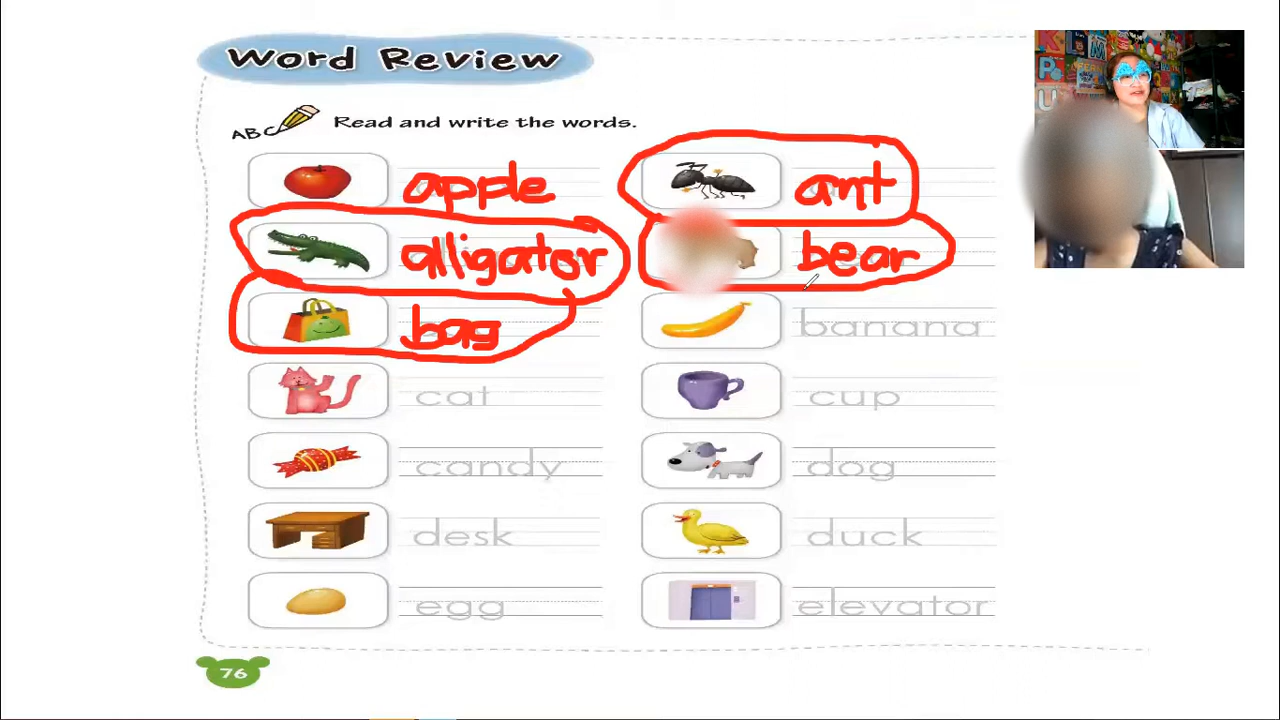 Word Review
ABC Read and write the words.
apple ant
alligator bear
bag banana
cat cup
candy dog
desk duck
egg elevator
76